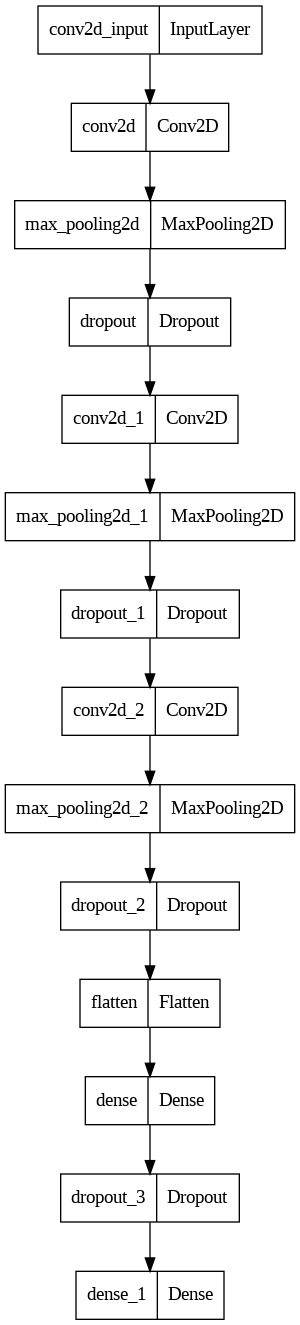 conv2d_input InputLayer
conv2d Conv2D
max_pooling2d MaxPooling2D
dropout Dropout
conv2d_1 Conv2D
max_pooling2d_1 MaxPooling2D
dropout_1 Dropout
conv2d_2 Conv2D
max_pooling2d_2 MaxPooling2D
dropout_2 Dropout
flatten Flatten
dense Dense
dropout_3 Dropout
dense_1 Dense